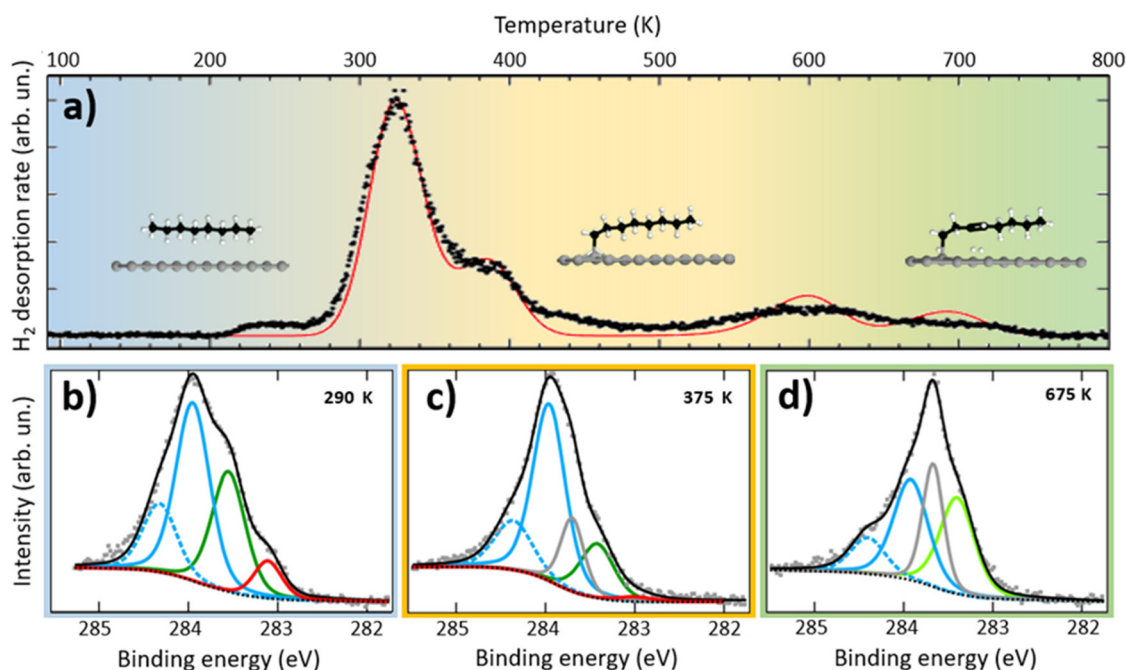 Temperature (K)
100 200 300 400 500 600 700 800
a)
H2 desorption rate (arb. un.)
b) 290 K
c) 375 K
d) 675 K
Intensity (arb. un.)
285 284 283 282
285 284 283 282
285 284 283 282
Binding energy (eV)
Binding energy (eV)
Binding energy (eV)